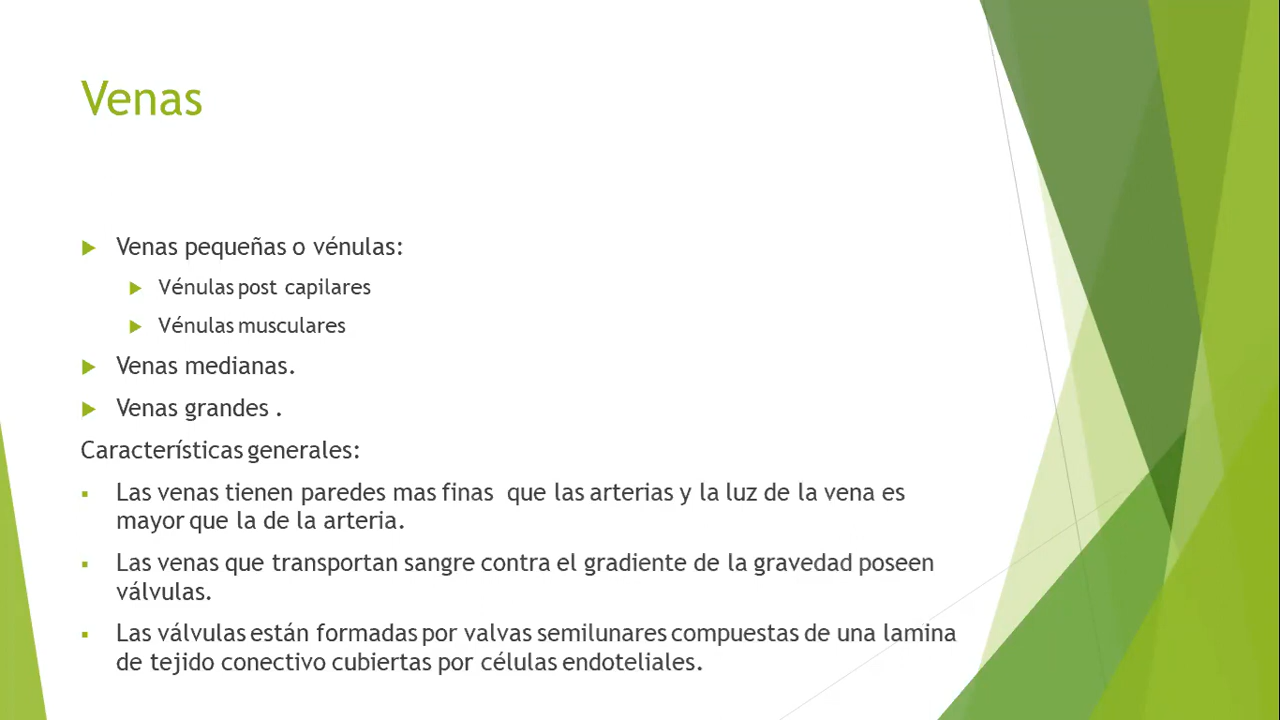 Venas
Venas pequeñas o vénulas:
Vénulas post capilares
Vénulas musculares
Venas medianas.
Venas grandes .
Características generales:
Las venas tienen paredes mas finas  que las arterias y la luz de la vena es
mayor que la de la arteria.
Las venas que transportan sangre contra el gradiente de la gravedad poseen
válvulas.
Las válvulas están formadas por valvas semilunares compuestas de una lamina
de tejido conectivo cubiertas por células endoteliales.